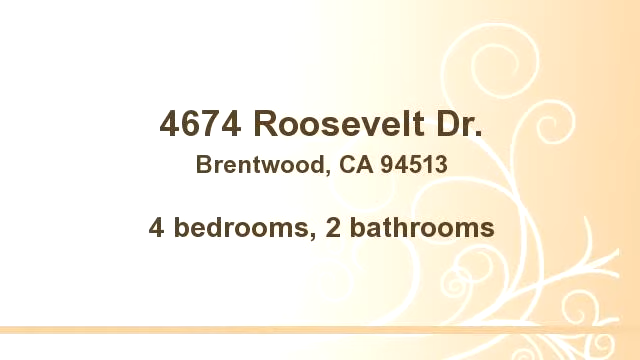 4674 Roosevelt Dr.
Brentwood, CA 94513
4 bedrooms, 2 bathrooms